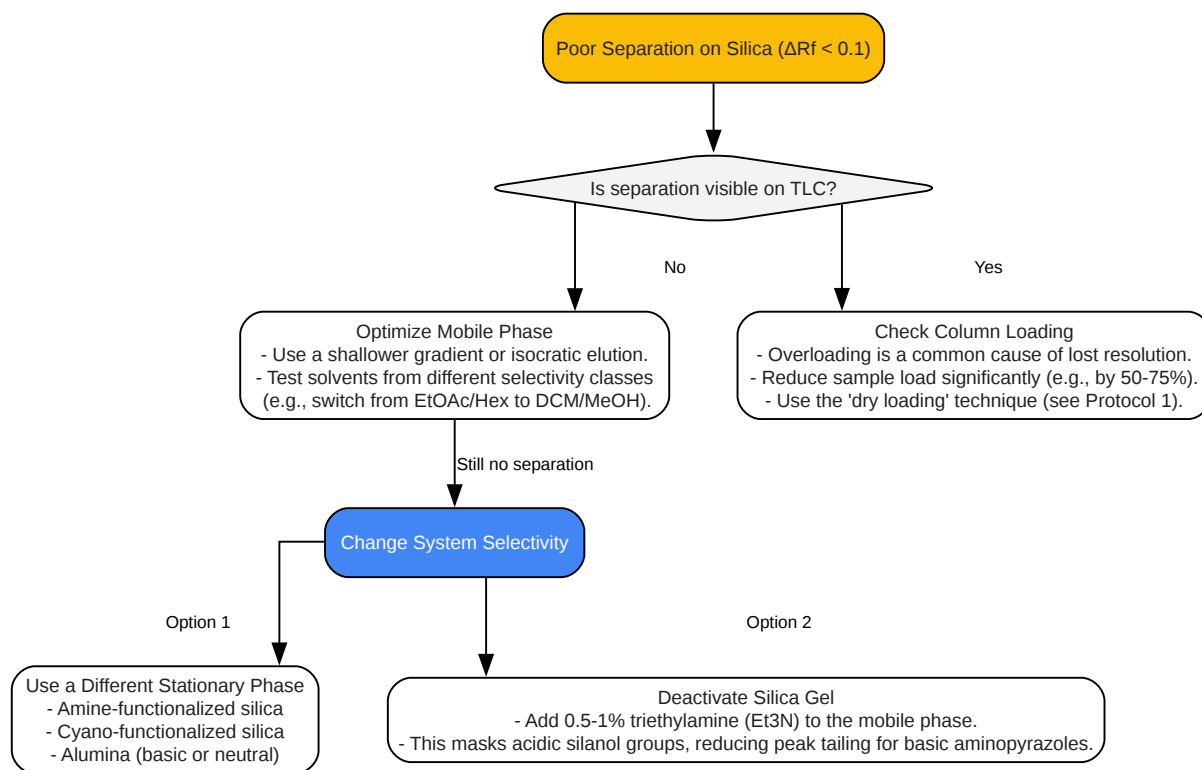 Poor Separation on Silica (ΔRf < 0.1)
Is separation visible on TLC?
No
Yes
Optimize Mobile Phase
- Use a shallower gradient or isocratic elution.
- Test solvents from different selectivity classes
(e.g., switch from EtOAc/Hex to DCM/MeOH).
Check Column Loading
- Overloading is a common cause of lost resolution.
- Reduce sample load significantly (e.g., by 50-75%).
- Use the 'dry loading' technique (see Protocol 1).
Still no separation
Change System Selectivity
Option 1
Option 2
Use a Different Stationary Phase
- Amine-functionalized silica
- Cyano-functionalized silica
- Alumina (basic or neutral)
Deactivate Silica Gel
- Add 0.5-1% triethylamine (Et3N) to the mobile phase.
- This masks acidic silanol groups, reducing peak tailing for basic aminopyrazoles.